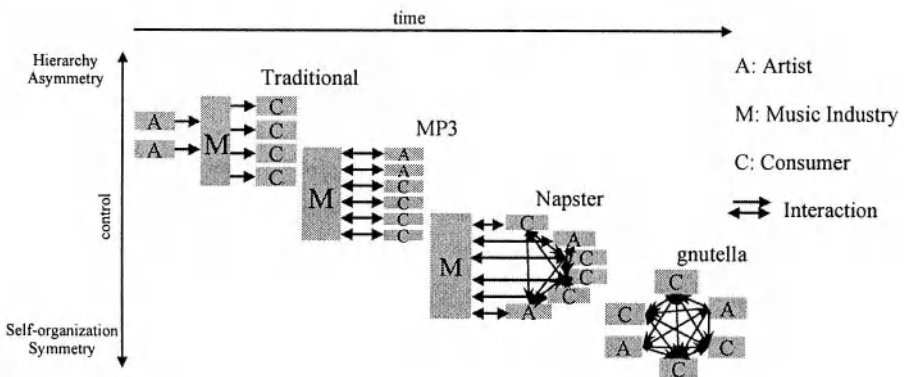 time
Hierarchy
Asymmetry
control
Self-organization
Symmetry
Traditional
A
A
M
C
C
C
C
MP3
M
A
A
C
C
C
C
Napster
M
C
A
C
C
C
A
gnutella
C
C
A
A
C
C
A: Artist
M: Music Industry
C: Consumer
Interaction